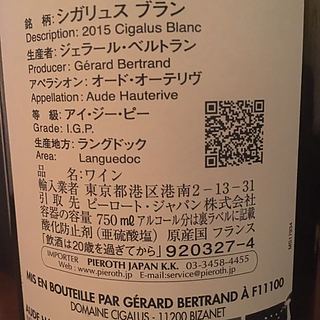 銘　柄:シガリュス ブラン
Description: 2015 Cigalus Blanc
生産者:ジェラール・ベルトラン
Producer: Gérard Bertrand
アペラシオン:オード・オーテリヴ
Appellation: Aude Hauterive
等　級:アイ・ジー・ピー
Grade: I.G.P.
生産地方:ラングドック
Area: Languedoc
品名:ワイン
輸入業者 東京都港区港南2-13-31
引 取 先 ピーロート・ジャパン株式会社
容器の容量 750mℓ アルコール分は裏ラベルに記載
酸化防止剤(亜硫酸塩) 原産国 フランス
「飲酒は20歳を過ぎてから」 920327-4
IMPORTER PIEROTH JAPAN K.K. 03-3458-4455
Web : www.pieroth.jp E-mail : service@pieroth.jp
MIS EN BOUTEILLE PAR GÉRARD BERTRAND À F11100
DOMAINE CIGALUS - 11200 BIZANET